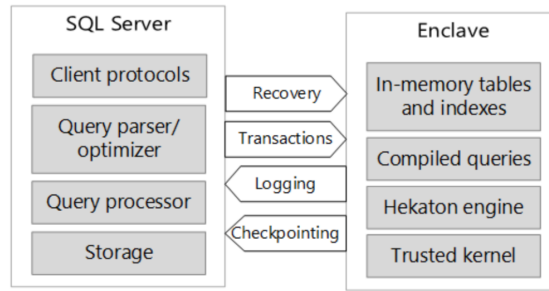 SQL Server
Client protocols
Query parser/
optimizer
Query processor
Storage
Recovery
Transactions
Logging
Checkpointing
Enclave
In-memory tables
and indexes
Compiled queries
Hekaton engine
Trusted kernel